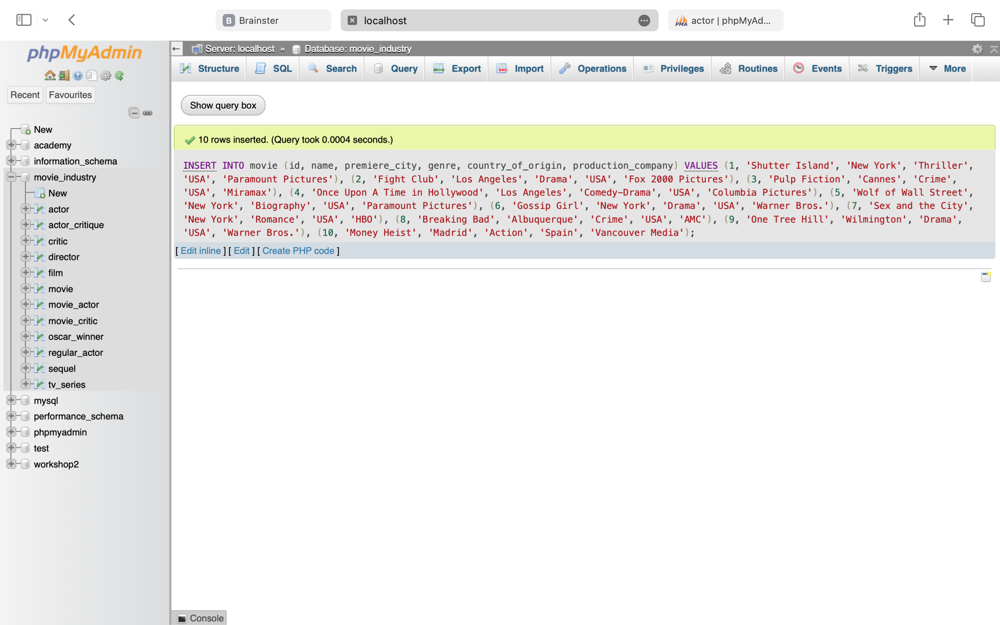 B Brainster
localhost
PMA actor | phpMyAd...
phpMyAdmin
Recent Favourites
New
academy
information_schema
movie_industry
New
actor
actor_critique
critic
director
film
movie
movie_actor
movie_critic
oscar_winner
regular_actor
sequel
tv_series
mysql
performance_schema
phpmyadmin
test
workshop2
Server: localhost » Database: movie_industry
Structure SQL Search Query Export Import Operations Privileges Routines Events Triggers More
Show query box
10 rows inserted. (Query took 0.0004 seconds.)
INSERT INTO movie (id, name, premiere_city, genre, country_of_origin, production_company) VALUES (1, 'Shutter Island', 'New York', 'Thriller',
'USA', 'Paramount Pictures'), (2, 'Fight Club', 'Los Angeles', 'Drama', 'USA', 'Fox 2000 Pictures'), (3, 'Pulp Fiction', 'Cannes', 'Crime',
'USA', 'Miramax'), (4, 'Once Upon A Time in Hollywood', 'Los Angeles', 'Comedy-Drama', 'USA', 'Columbia Pictures'), (5, 'Wolf of Wall Street',
'New York', 'Biography', 'USA', 'Paramount Pictures'), (6, 'Gossip Girl', 'New York', 'Drama', 'USA', 'Warner Bros.'), (7, 'Sex and the City',
'New York', 'Romance', 'USA', 'HBO'), (8, 'Breaking Bad', 'Albuquerque', 'Crime', 'USA', 'AMC'), (9, 'One Tree Hill', 'Wilmington', 'Drama',
'USA', 'Warner Bros.'), (10, 'Money Heist', 'Madrid', 'Action', 'Spain', 'Vancouver Media');
[ Edit inline ] [ Edit ] [ Create PHP code ]
Console